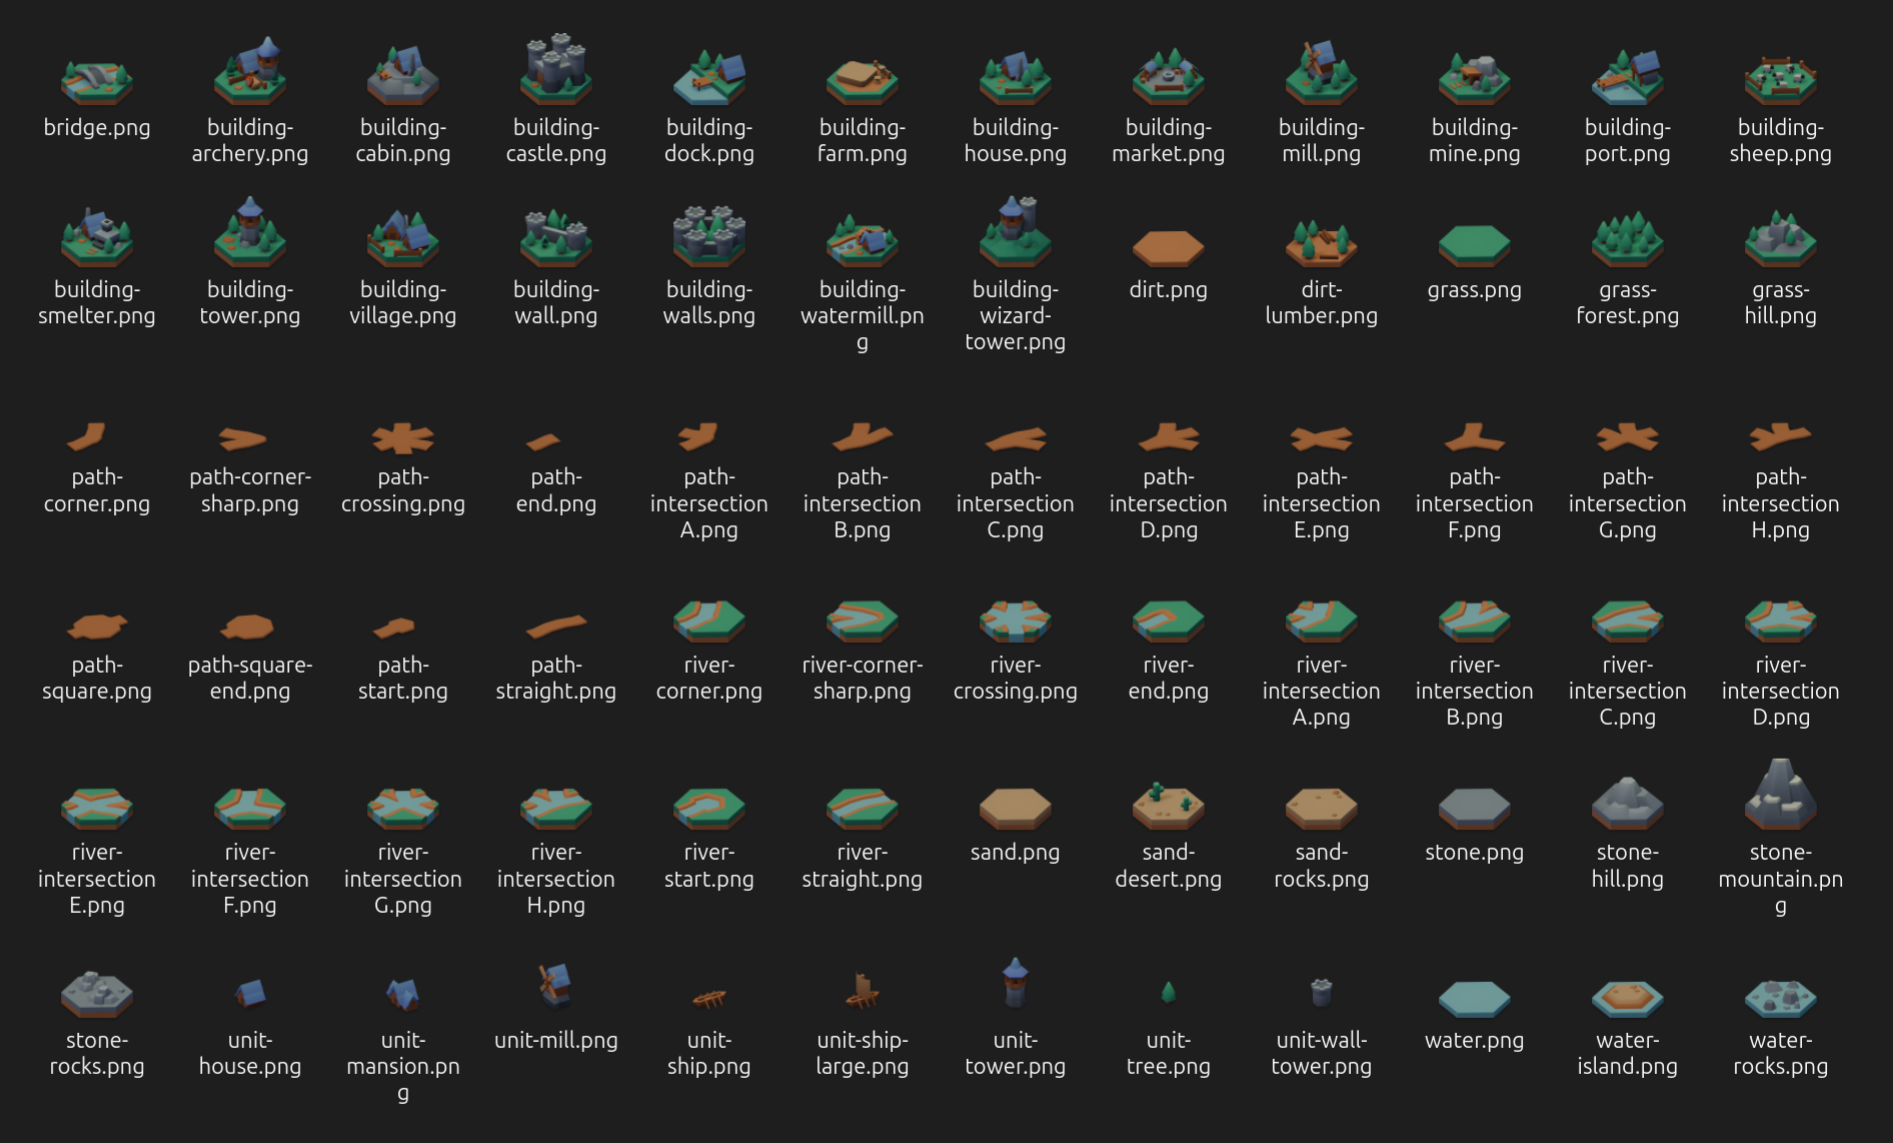 bridge.png
building-
archery.png
building-
cabin.png
building-
castle.png
building-
dock.png
building-
farm.png
building-
house.png
building-
market.png
building-
mill.png
building-
mine.png
building-
port.png
building-
sheep.png
building-
smelter.png
building-
tower.png
building-
village.png
building-
wall.png
building-
walls.png
building-
watermill.pn
g
building-
wizard-
tower.png
dirt.png
dirt-
lumber.png
grass.png
grass-
forest.png
grass-
hill.png
path-
corner.png
path-corner-
sharp.png
path-
crossing.png
path-
end.png
path-
intersection
A.png
path-
intersection
B.png
path-
intersection
C.png
path-
intersection
D.png
path-
intersection
E.png
path-
intersection
F.png
path-
intersection
G.png
path-
intersection
H.png
path-
square.png
path-square-
end.png
path-
start.png
path-
straight.png
river-
corner.png
river-corner-
sharp.png
river-
crossing.png
river-
end.png
river-
intersection
A.png
river-
intersection
B.png
river-
intersection
C.png
river-
intersection
D.png
river-
intersection
E.png
river-
intersection
F.png
river-
intersection
G.png
river-
intersection
H.png
river-
start.png
river-
straight.png
sand.png
sand-
desert.png
sand-
rocks.png
stone.png
stone-
hill.png
stone-
mountain.pn
g
stone-
rocks.png
unit-
house.png
unit-
mansion.pn
g
unit-mill.png
unit-
ship.png
unit-ship-
large.png
unit-
tower.png
unit-
tree.png
unit-wall-
tower.png
water.png
water-
island.png
water-
rocks.png